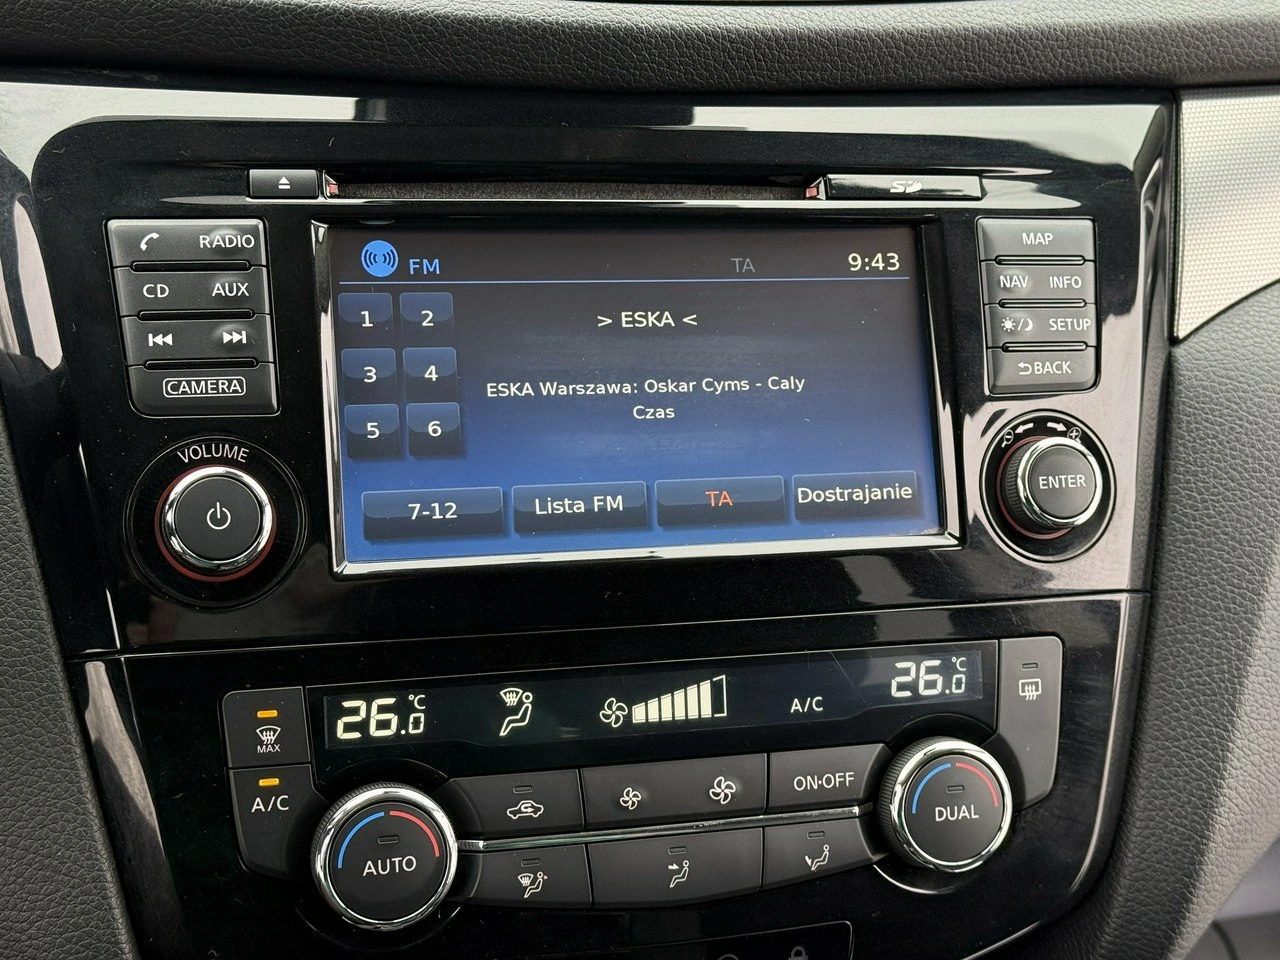 SD
RADIO
CD AUX
CAMERA
VOLUME
FM TA 9:43
1 2
3 4
5 6
> ESKA <
ESKA Warszawa: Oskar Cyms - Caly
Czas
7-12 Lista FM TA Dostrajanie
MAP
NAV INFO
SETUP
BACK
ENTER
26.0 °C A/C 26.0 °C
MAX
A/C
AUTO
ON·OFF
DUAL